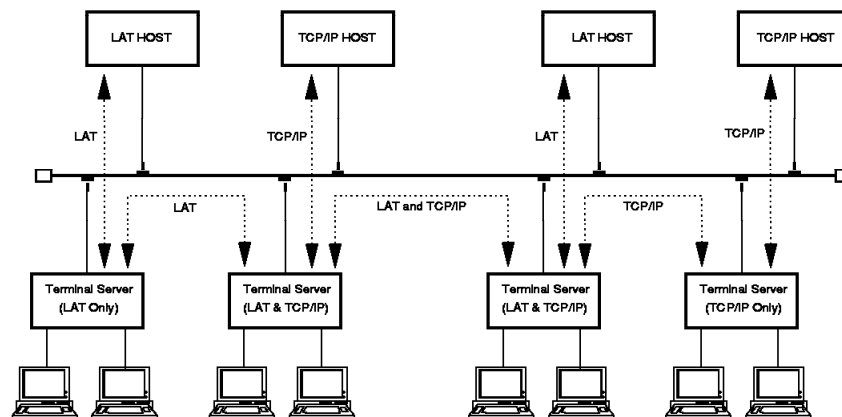 LAT HOST
TCP/IP HOST
LAT HOST
TCP/IP HOST
LAT
TCP/IP
LAT
TCP/IP
LAT
LAT and TCP/IP
TCP/IP
Terminal Server
(LAT Only)
Terminal Server
(LAT & TCP/IP)
Terminal Server
(LAT & TCP/IP)
Terminal Server
(TCP/IP Only)